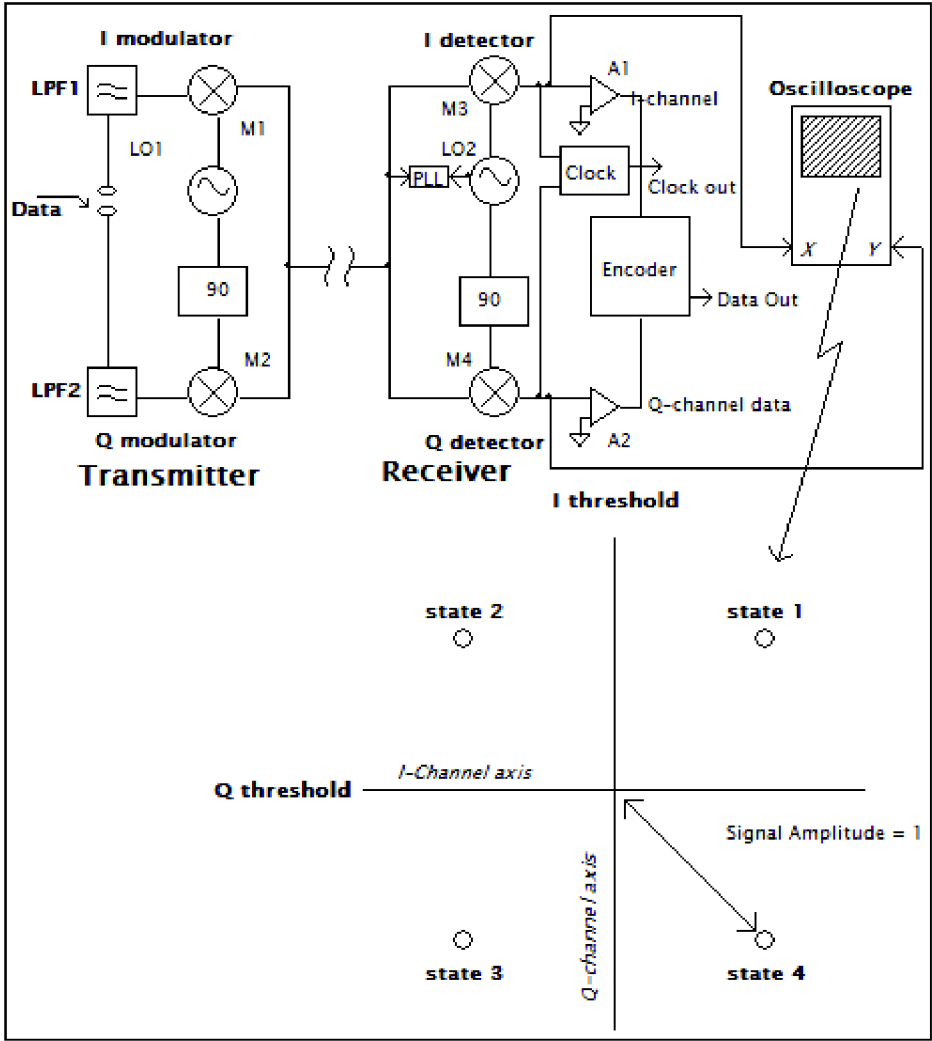 I modulator
I detector
LPF1
M1
LO1
Data
90
M2
LPF2
Q modulator
Transmitter
M3
LO2
PLL
90
M4
Q detector
Receiver
A1
I-channel
Clock
Clock out
Encoder
Data Out
Q-channel data
A2
Oscilloscope
X
Y
I threshold
state 2
state 1
I-Channel axis
Q threshold
Signal Amplitude = 1
Q-channel axis
state 3
state 4